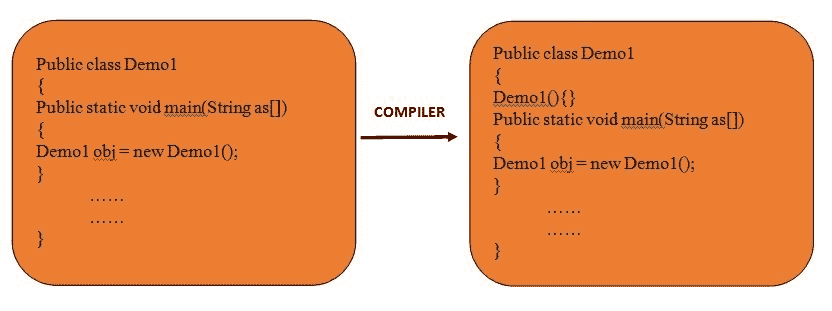 Public class Demo1
{
Public static void main(String as[])
{
Demo1 obj = new Demo1();
}
......
......
}
COMPILER
Public class Demo1
{
Demo1(){}
Public static void main(String as[])
{
Demo1 obj = new Demo1();
}
......
......
}